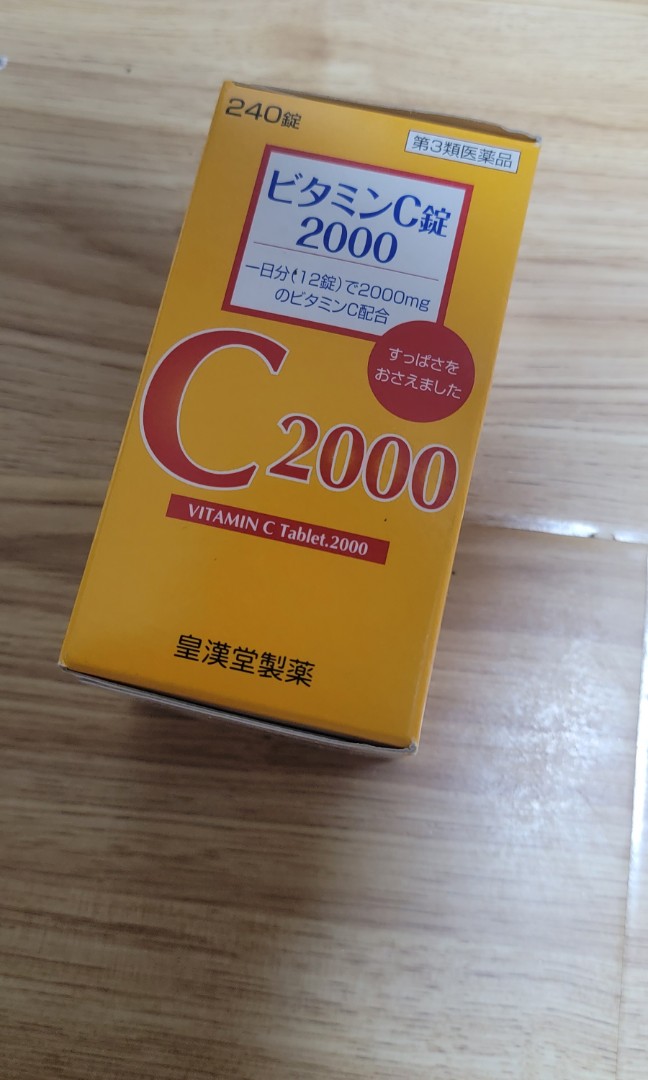 240錠
第3類医薬品
ビタミンC錠
2000
一日分(12錠)で2000mg
のビタミンC配合
すっぱさを
おさえました
C2000
VITAMIN C Tablet.2000
皇漢堂製薬